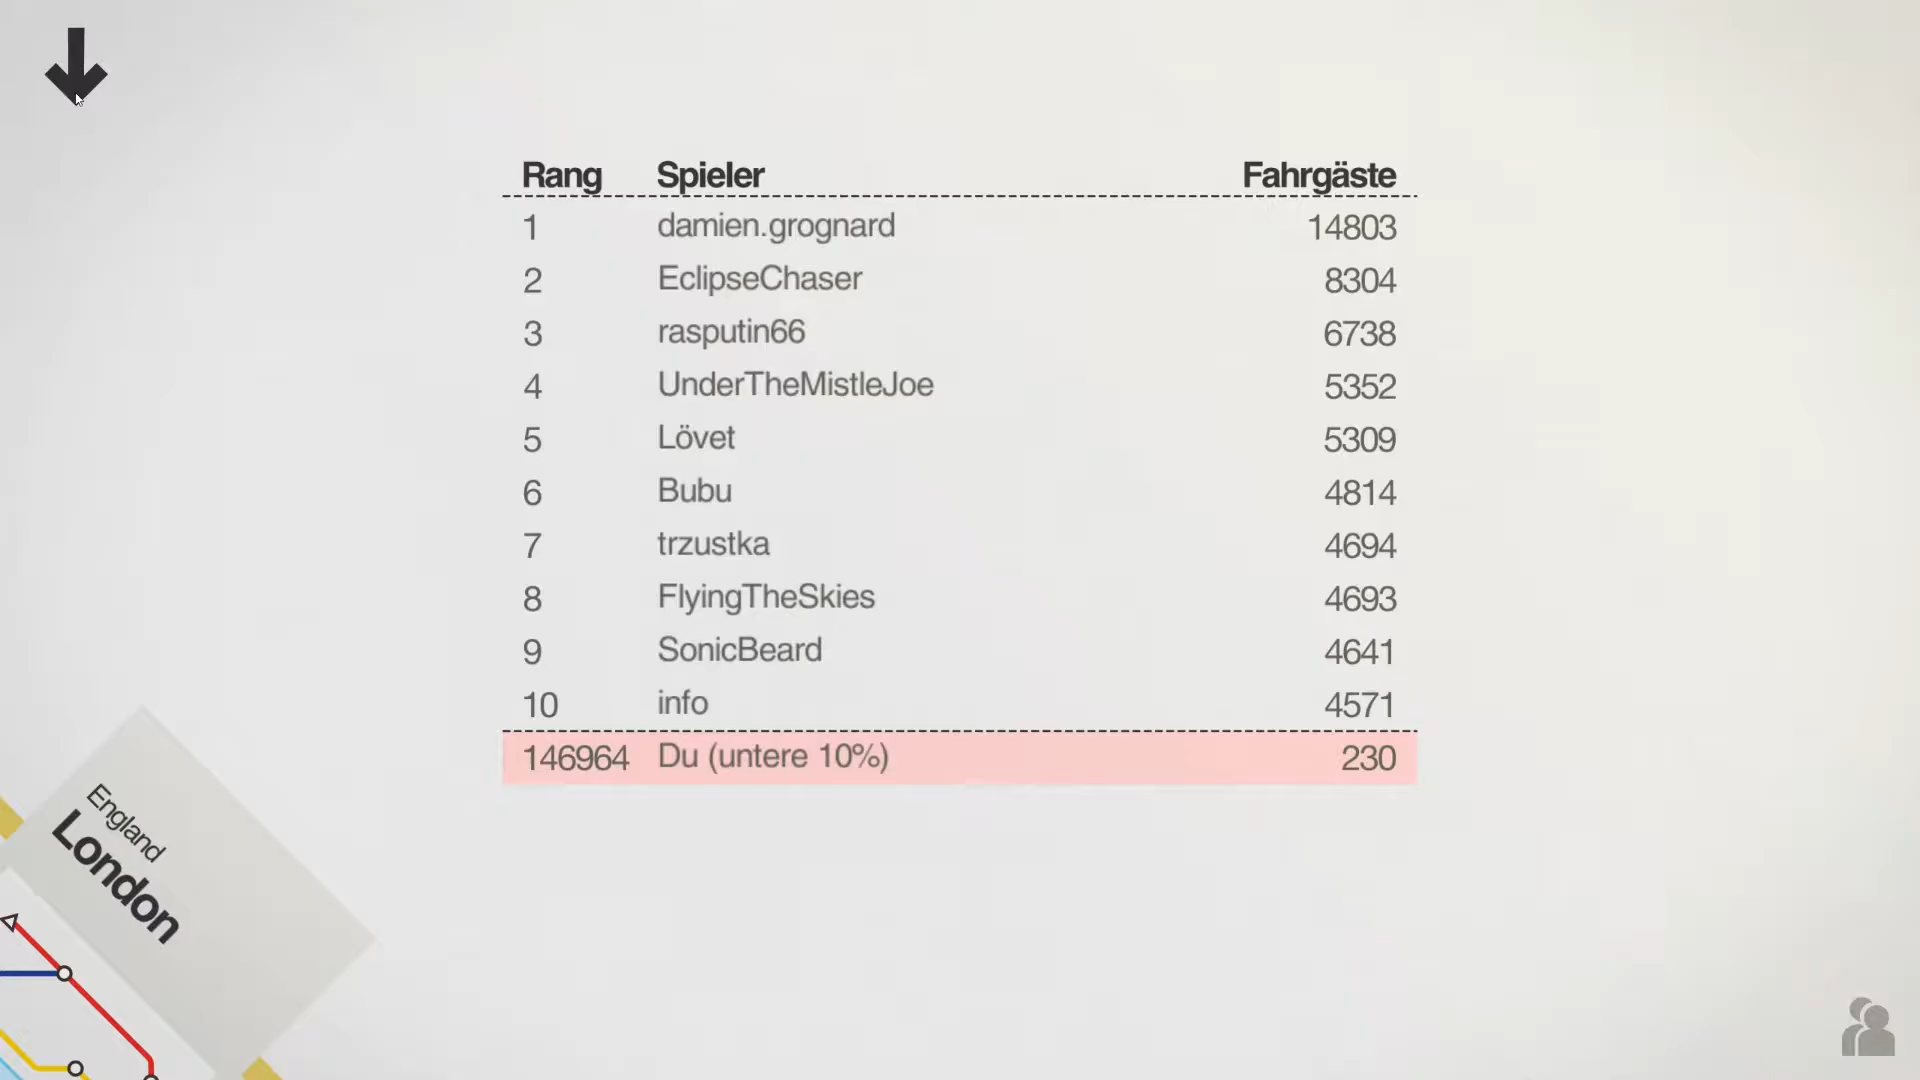 Rang Spieler Fahrgäste
1 damien.grognard 14803
2 EclipseChaser 8304
3 rasputin66 6738
4 UnderTheMistleJoe 5352
5 Lövet 5309
6 Bubu 4814
7 trzustka 4694
8 FlyingTheSkies 4693
9 SonicBeard 4641
10 info 4571
146964 Du (untere 10%) 230
England
London